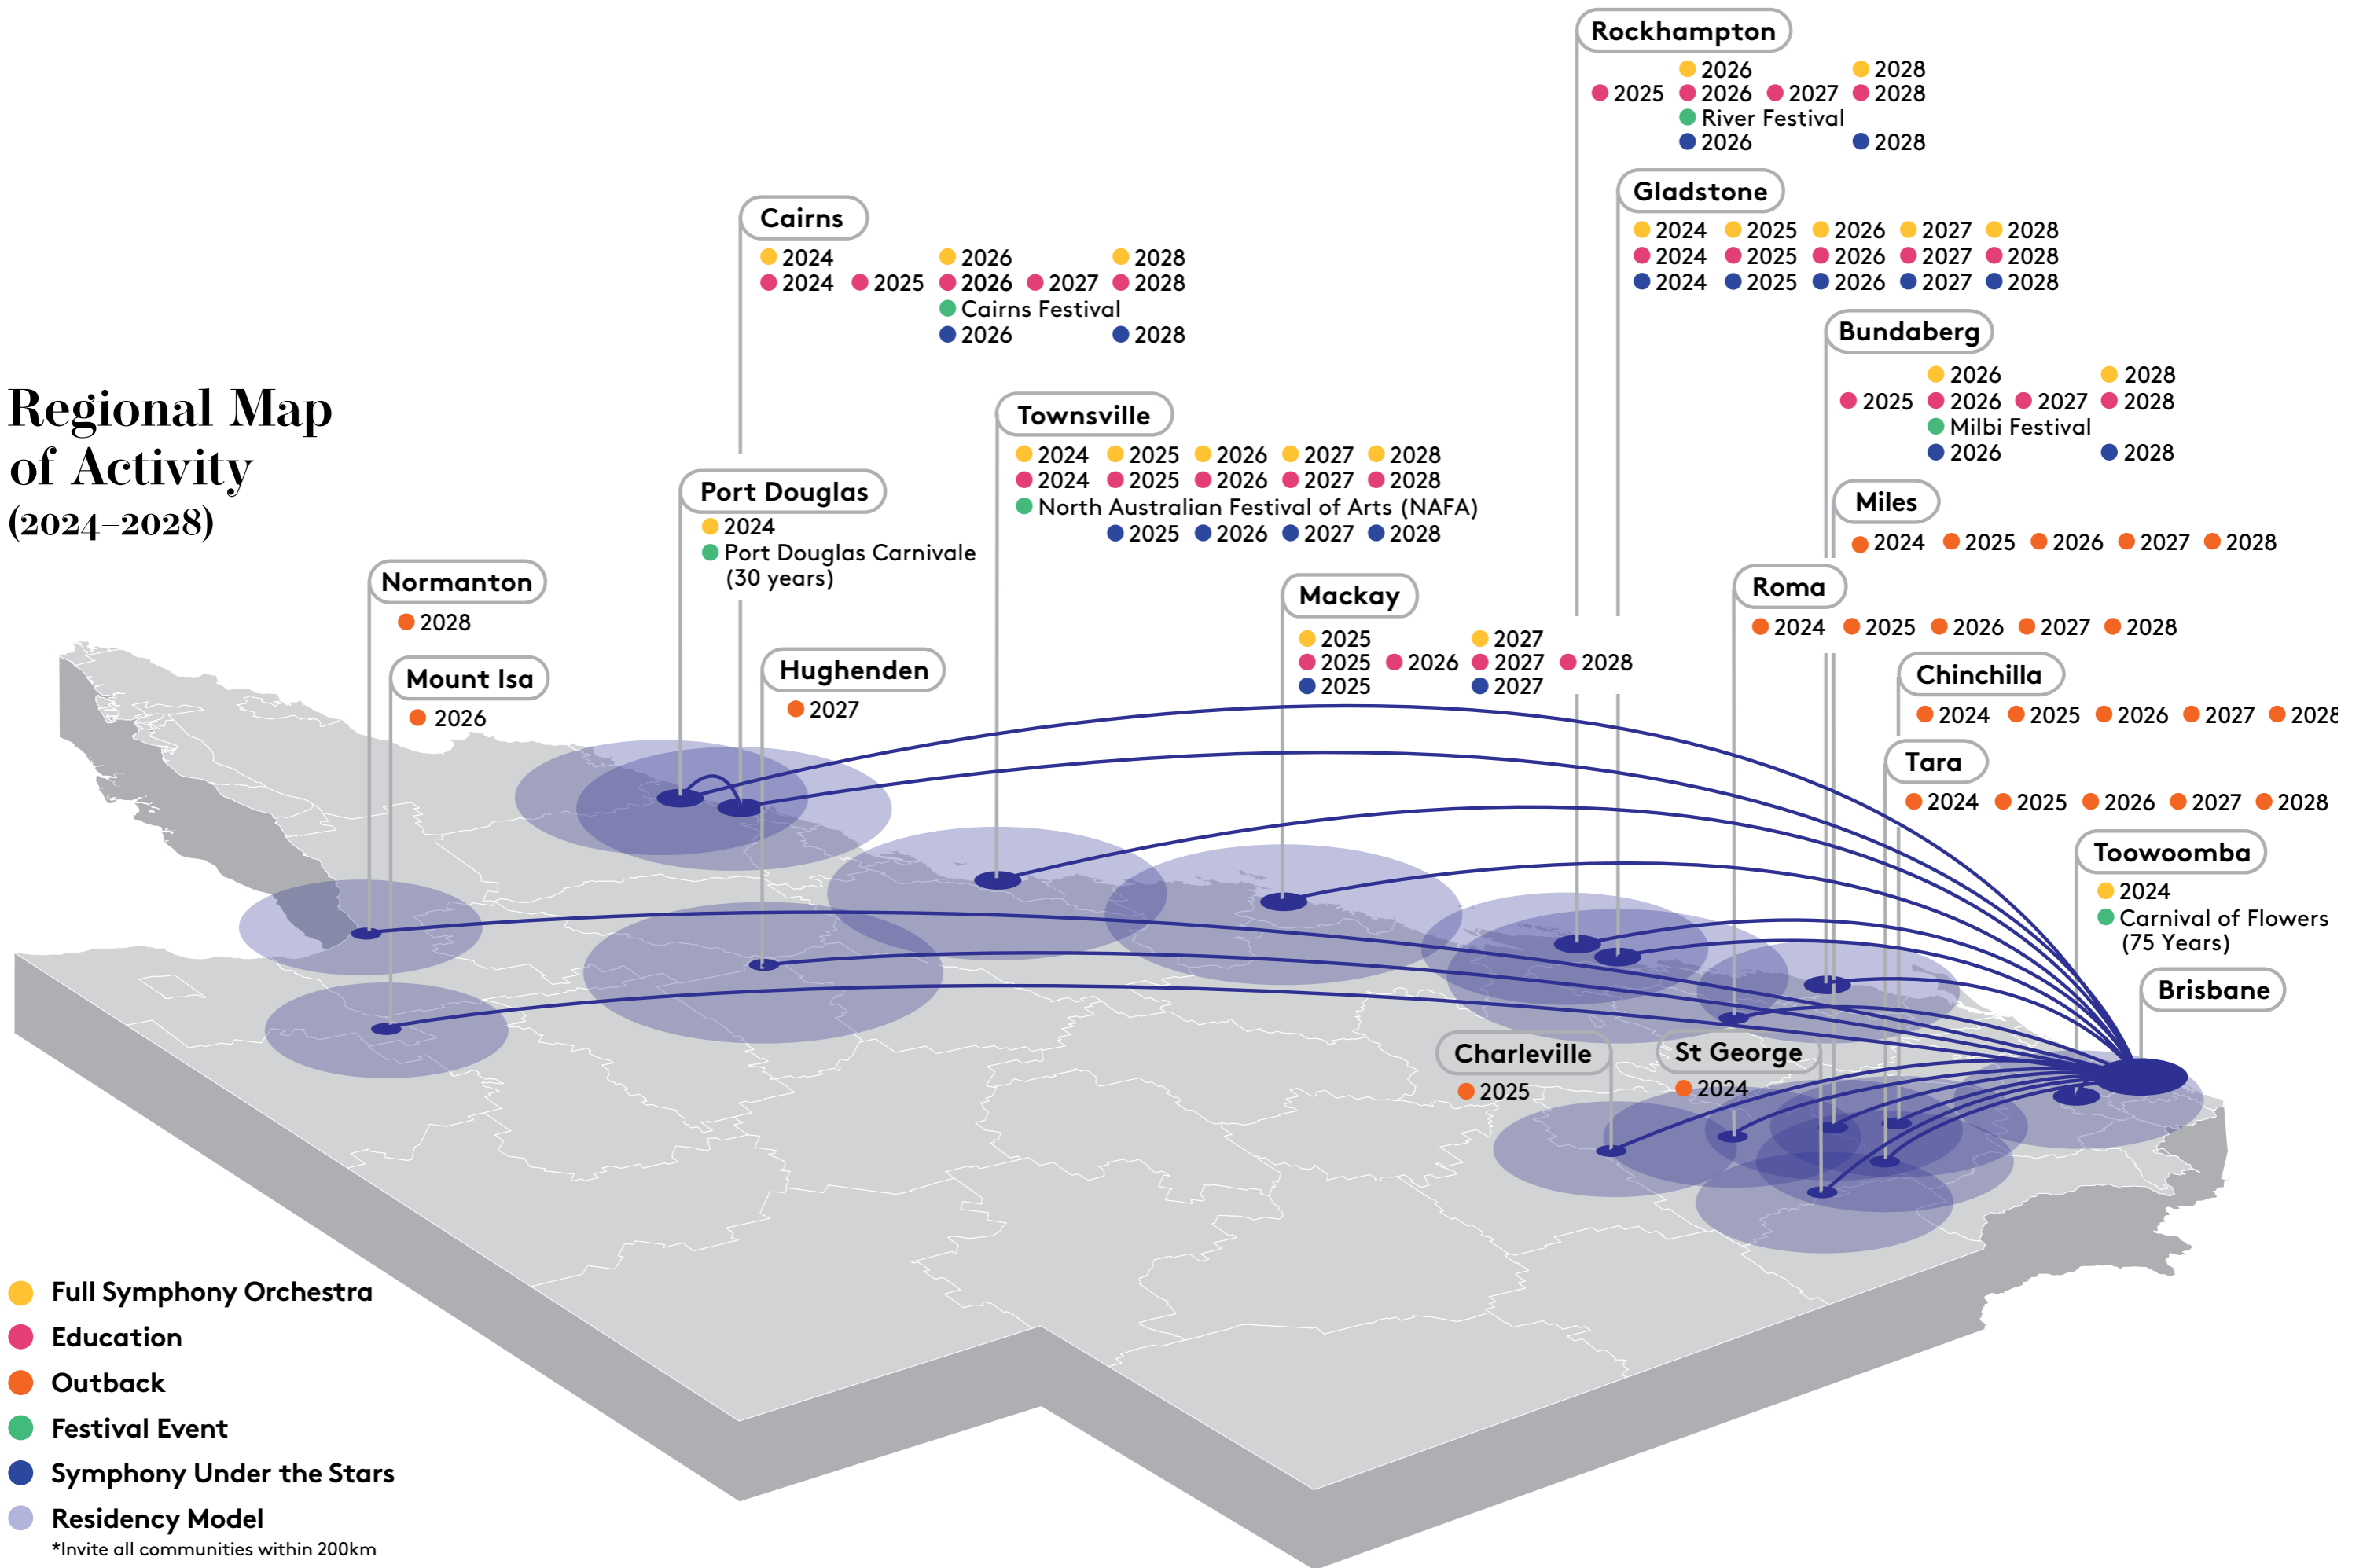 Regional Map
of Activity
(2024–2028)
Normanton
2028
Mount Isa
2026
Cairns
2024 2026 2028
2024 2025 2026 2027 2028
Cairns Festival
2026 2028
Port Douglas
2024
Port Douglas Carnivale
(30 years)
Hughenden
2027
Townsville
2024 2025 2026 2027 2028
2024 2025 2026 2027 2028
North Australian Festival of Arts (NAFA)
2025 2026 2027 2028
Mackay
2025 2027
2025 2026 2027 2028
2025 2027
Rockhampton
2026 2028
2025 2026 2027 2028
River Festival
2026 2028
Gladstone
2024 2025 2026 2027 2028
2024 2025 2026 2027 2028
2024 2025 2026 2027 2028
Bundaberg
2026 2028
2025 2026 2027 2028
Milbi Festival
2026 2028
Miles
2024 2025 2026 2027 2028
Roma
2024 2025 2026 2027 2028
Chinchilla
2024 2025 2026 2027 2028
Tara
2024 2025 2026 2027 2028
Toowoomba
2024
Carnival of Flowers
(75 Years)
Brisbane
Charleville
2025
St George
2024
Full Symphony Orchestra
Education
Outback
Festival Event
Symphony Under the Stars
Residency Model
*Invite all communities within 200km